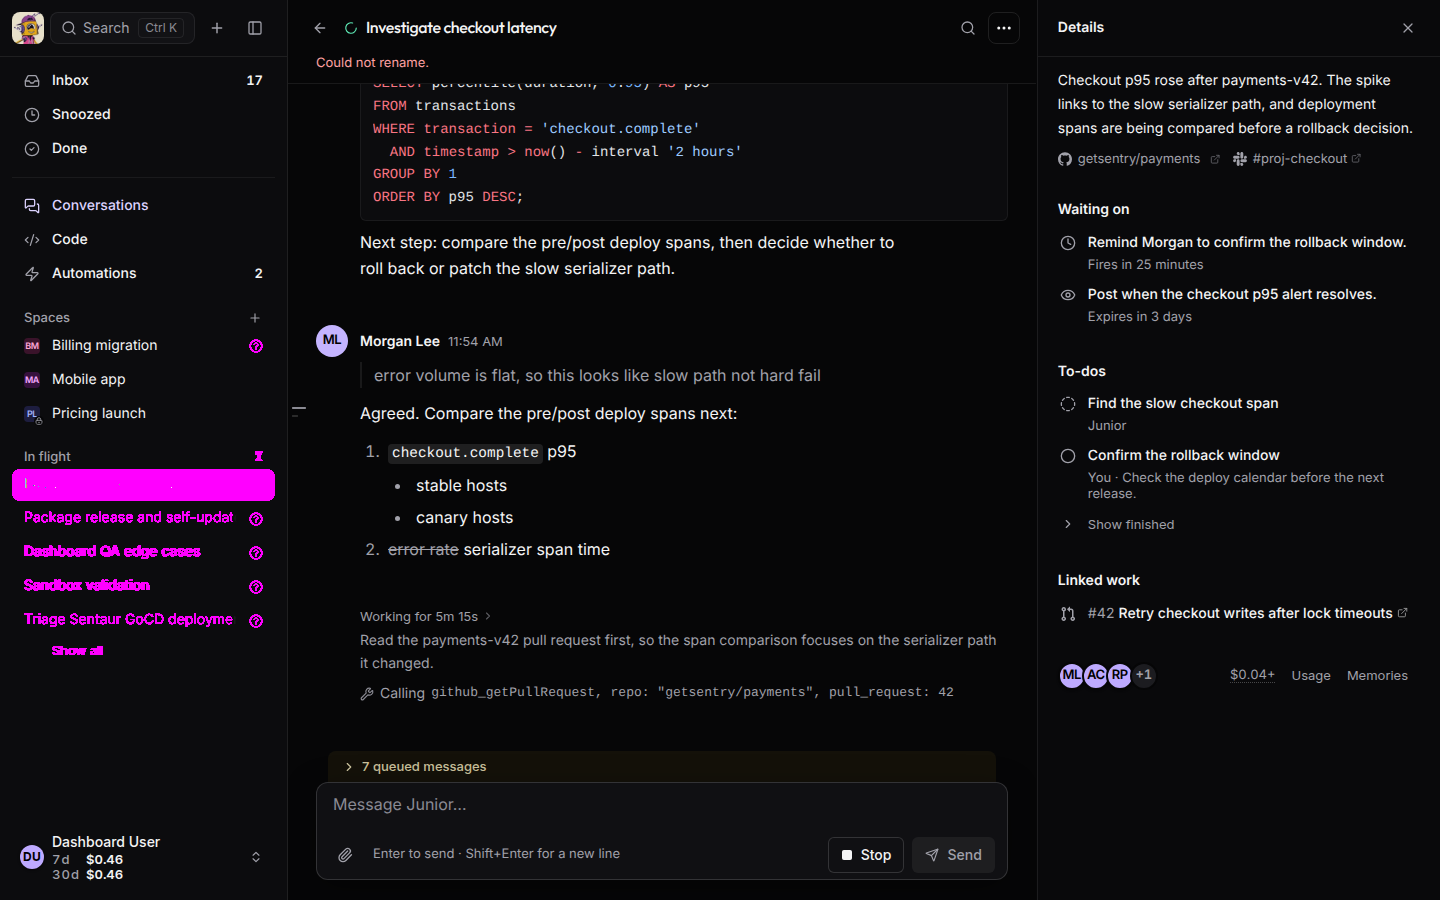 Search Ctrl K
Inbox 17
Snoozed
Done
Conversations
Code
Automations 2
Spaces
BM Billing migration
MA Mobile app
PL Pricing launch
In flight
Package release and self-updat
Dashboard QA edge cases
Sandbox validation
Triage Sentaur GoCD deployme
Show all
DU Dashboard User
7d $0.46
30d $0.46
Investigate checkout latency
Could not rename.
SELECT percentile(duration, 0.95) AS p95
FROM transactions
WHERE transaction = 'checkout.complete'
AND timestamp > now() - interval '2 hours'
GROUP BY 1
ORDER BY p95 DESC;
Next step: compare the pre/post deploy spans, then decide whether to
roll back or patch the slow serializer path.
ML Morgan Lee 11:54 AM
error volume is flat, so this looks like slow path not hard fail
Agreed. Compare the pre/post deploy spans next:
1. checkout.complete p95
• stable hosts
• canary hosts
2. error rate serializer span time
Working for 5m 15s
Read the payments-v42 pull request first, so the span comparison focuses on the serializer path
it changed.
Calling github_getPullRequest, repo: "getsentry/payments", pull_request: 42
7 queued messages
Message Junior...
Enter to send · Shift+Enter for a new line
Stop
Send
Details
Checkout p95 rose after payments-v42. The spike
links to the slow serializer path, and deployment
spans are being compared before a rollback decision.
getsentry/payments #proj-checkout
Waiting on
Remind Morgan to confirm the rollback window.
Fires in 25 minutes
Post when the checkout p95 alert resolves.
Expires in 3 days
To-dos
Find the slow checkout span
Junior
Confirm the rollback window
You · Check the deploy calendar before the next
release.
Show finished
Linked work
#42 Retry checkout writes after lock timeouts
ML AC RP +1 $0.04+ Usage Memories